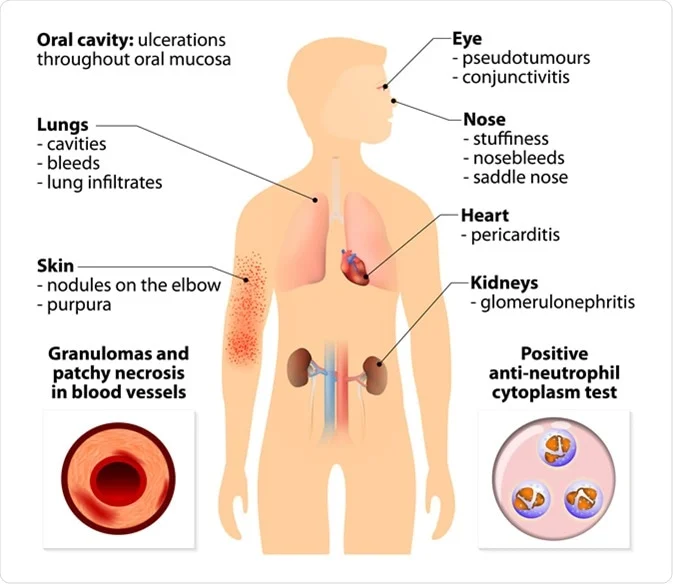 Oral cavity: ulcerations
throughout oral mucosa
Lungs
- cavities
- bleeds
- lung infiltrates
Skin
- nodules on the elbow
- purpura
Granulomas and
patchy necrosis
in blood vessels
Eye
- pseudotumours
- conjunctivitis
Nose
- stuffiness
- nosebleeds
- saddle nose
Heart
- pericarditis
Kidneys
- glomerulonephritis
Positive
anti-neutrophil
cytoplasm test